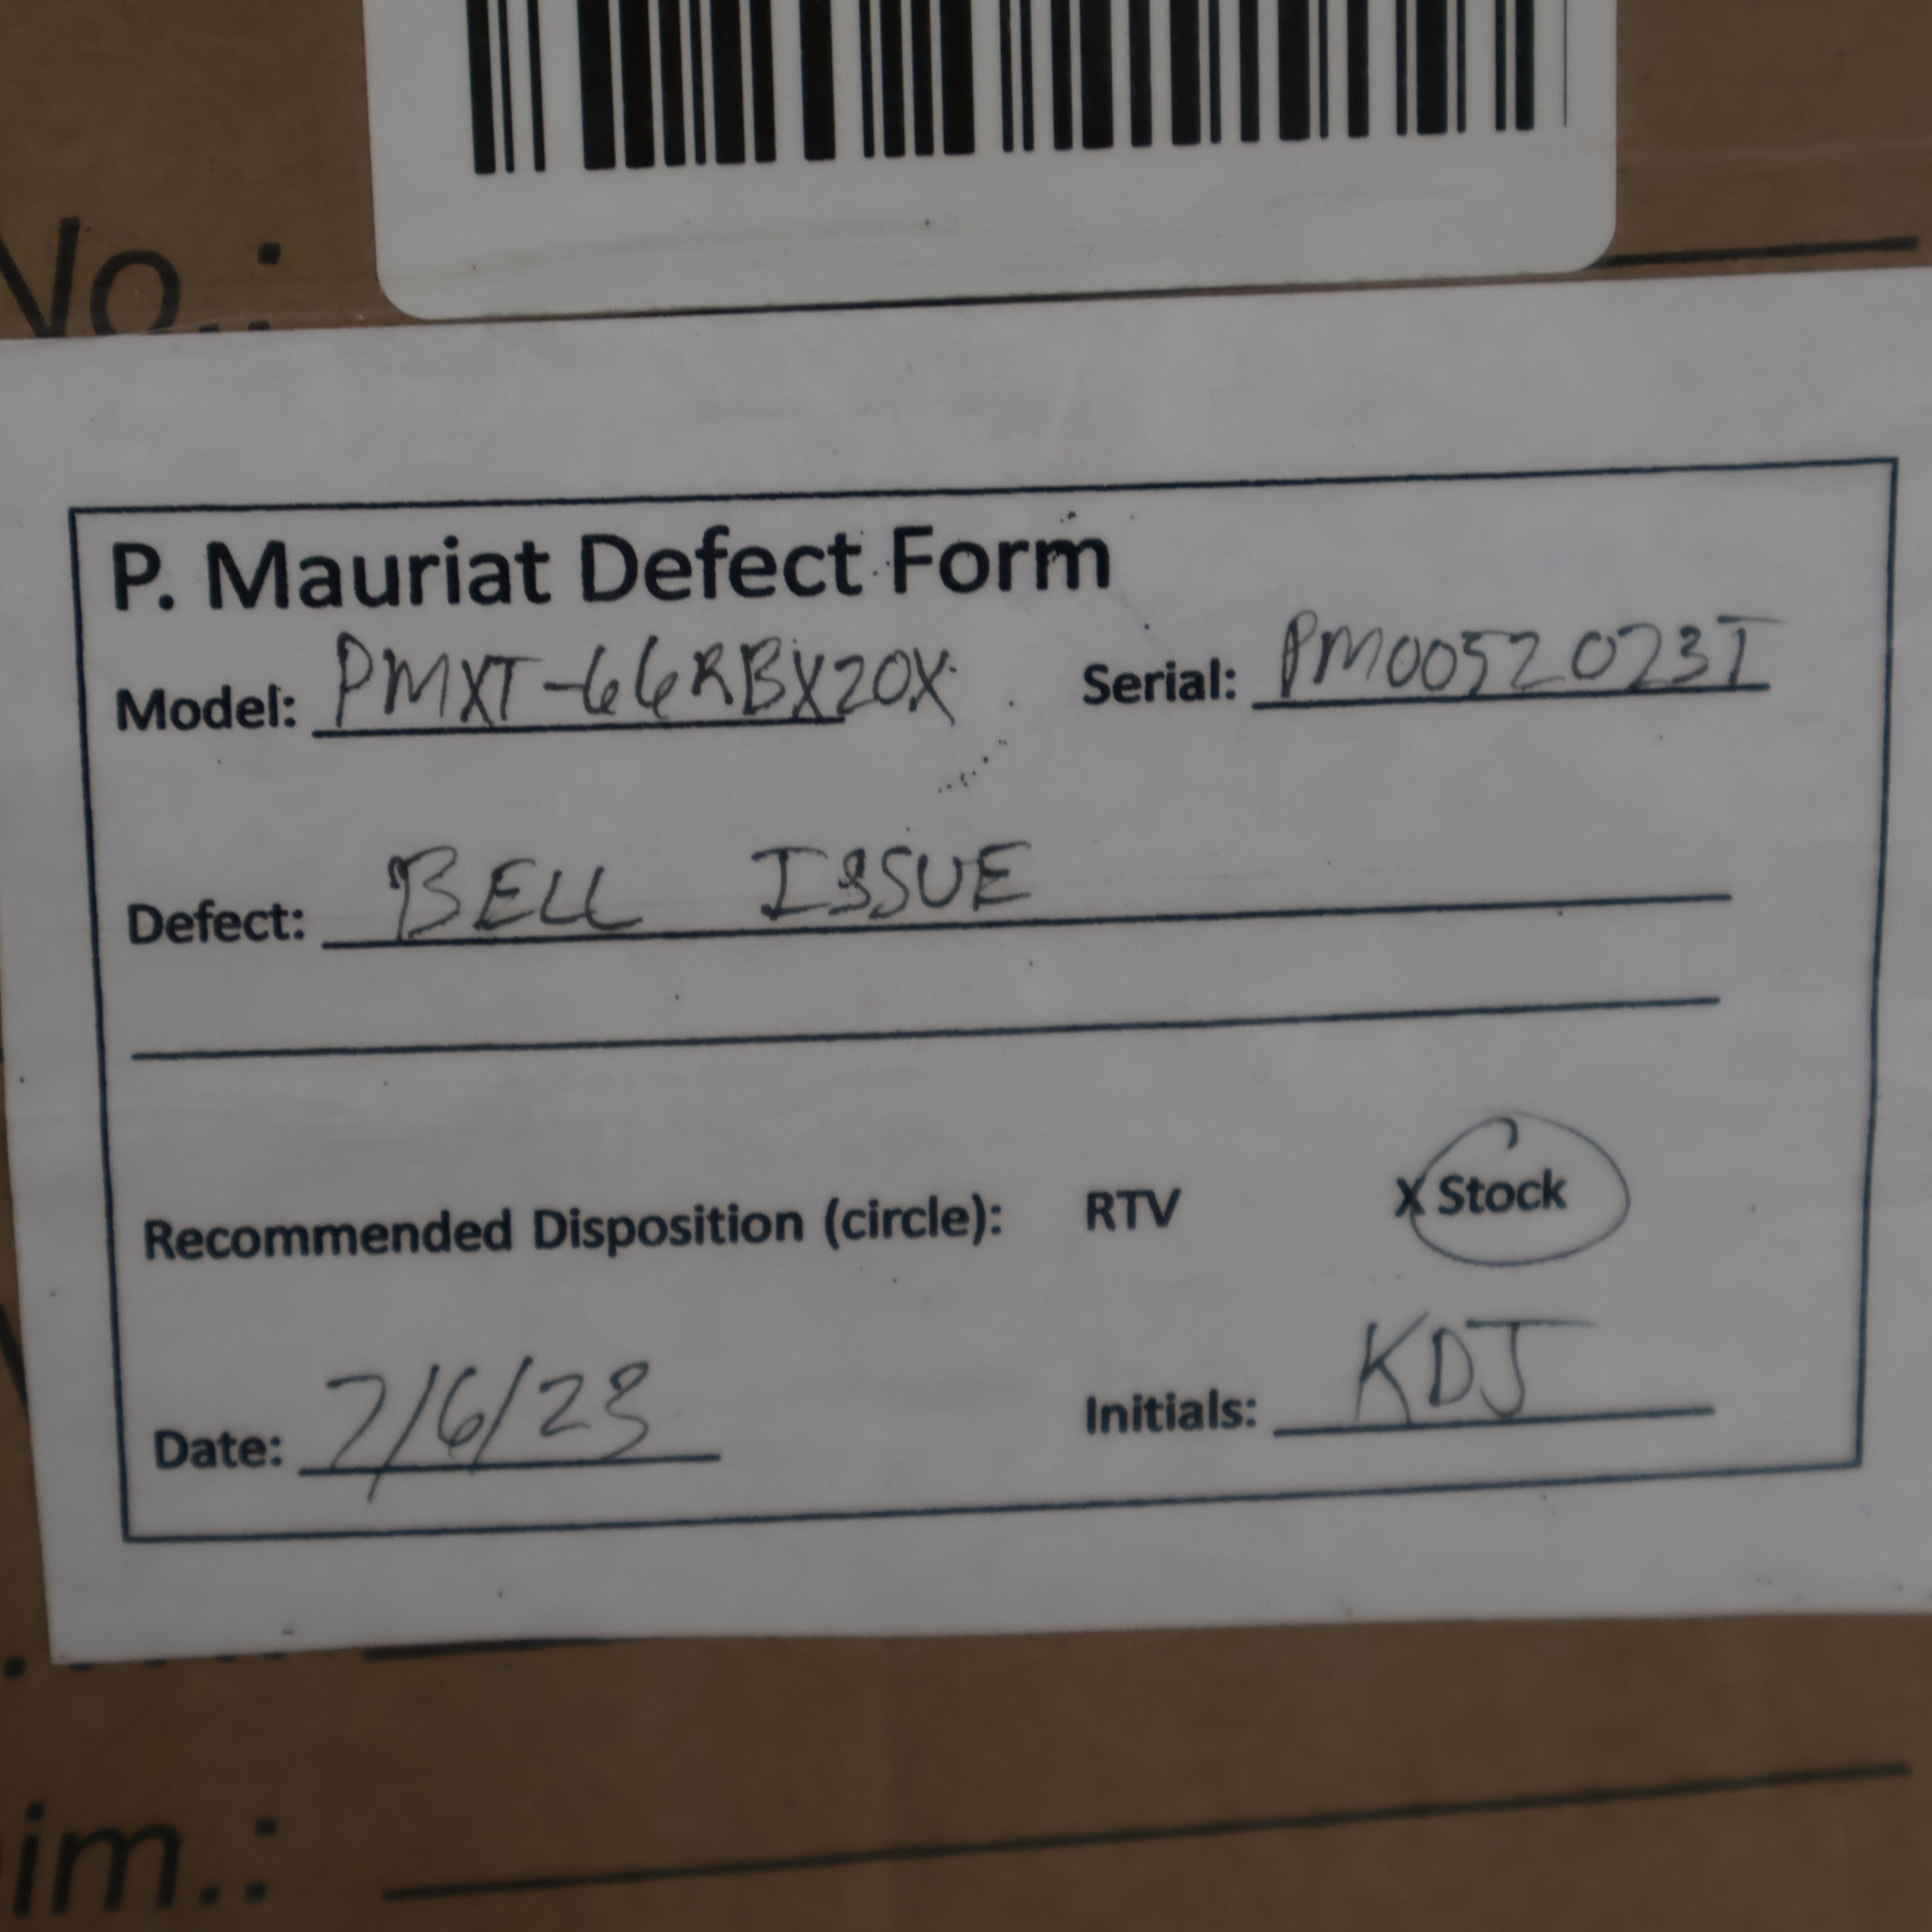 No.:
P. Mauriat Defect Form
Model: PMXT-66RBX20X Serial: PM0052023T
Defect: BELL ISSUE
Recommended Disposition (circle): RTV X Stock
Date: 7/6/23 Initials: KDJ
im.: